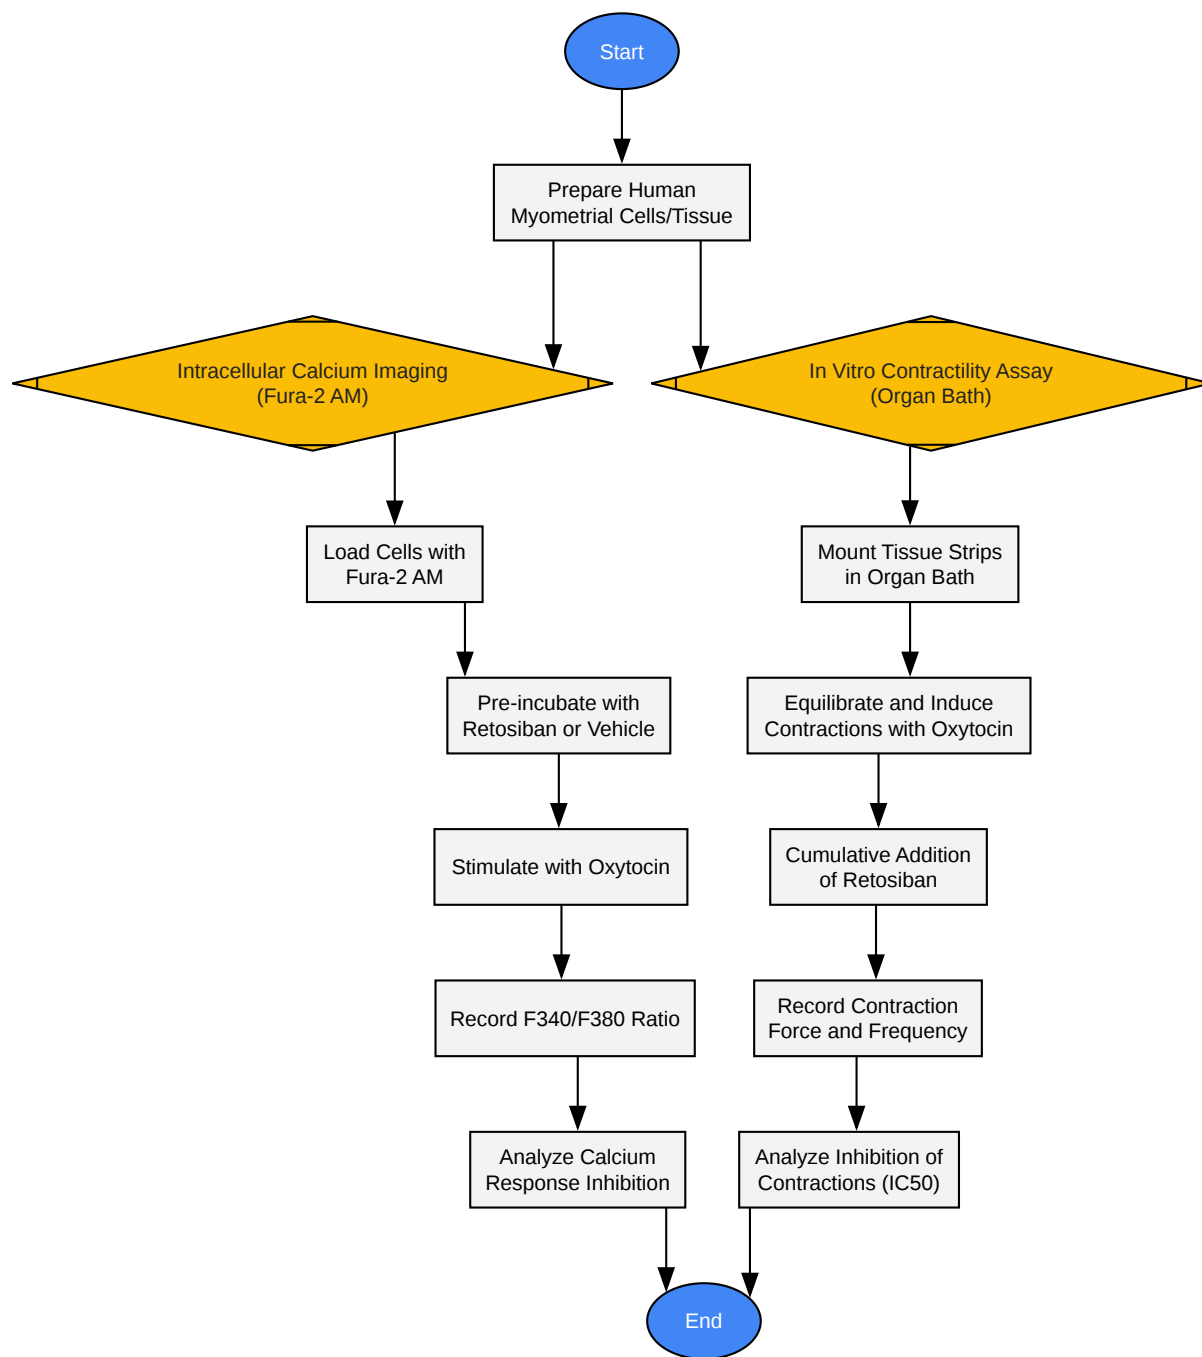 Start
Prepare Human
Myometrial Cells/Tissue
Intracellular Calcium Imaging
(Fura-2 AM)
In Vitro Contractility Assay
(Organ Bath)
Load Cells with
Fura-2 AM
Mount Tissue Strips
in Organ Bath
Pre-incubate with
Retosiban or Vehicle
Equilibrate and Induce
Contractions with Oxytocin
Stimulate with Oxytocin
Cumulative Addition
of Retosiban
Record F340/F380 Ratio
Record Contraction
Force and Frequency
Analyze Calcium
Response Inhibition
Analyze Inhibition of
Contractions (IC50)
End